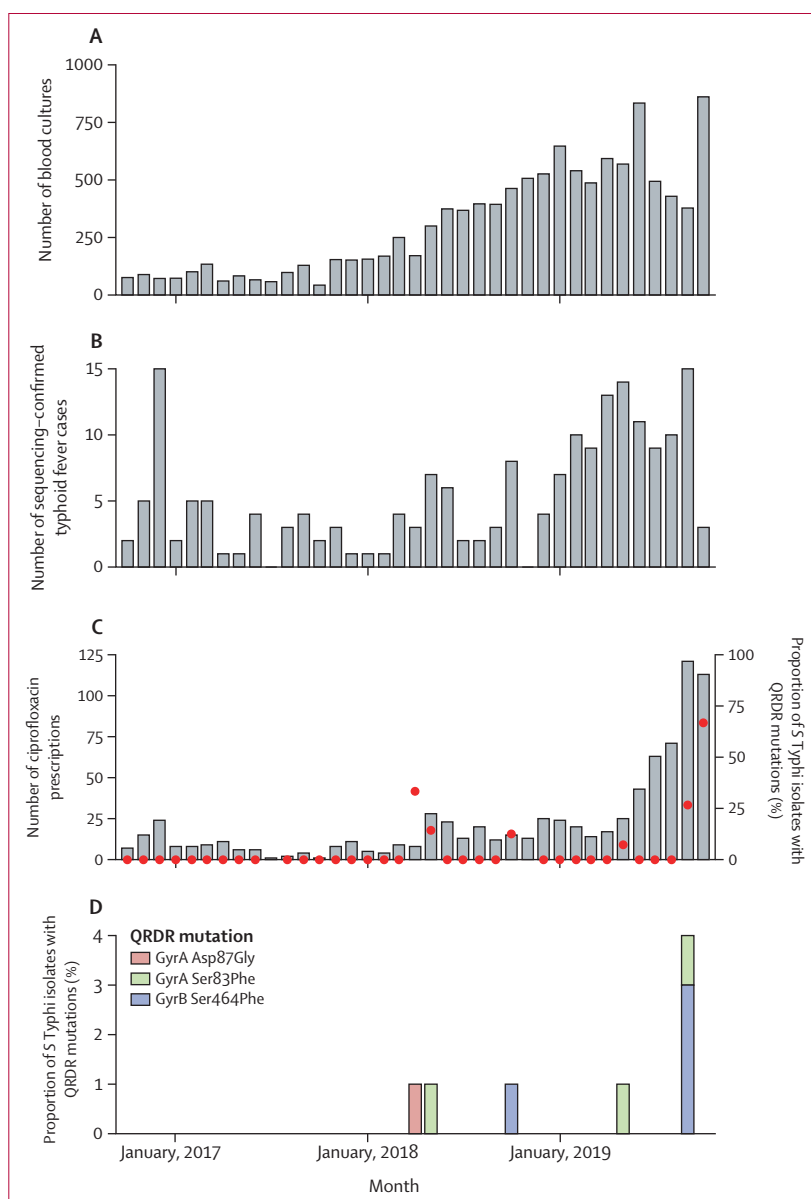 A
1000
750
500
250
0
Number of blood cultures
B
15
10
5
0
Number of sequencing–confirmed
typhoid fever cases
C
125
100
75
50
25
0
Number of ciprofloxacin
prescriptions
100
75
50
25
0
Proportion of S Typhi isolates with
QRDR mutations (%)
D
4
3
2
1
0
Proportion of S Typhi isolates with
QRDR mutations (%)
QRDR mutation
GyrA Asp87Gly
GyrA Ser83Phe
GyrB Ser464Phe
January, 2017
January, 2018
January, 2019
Month